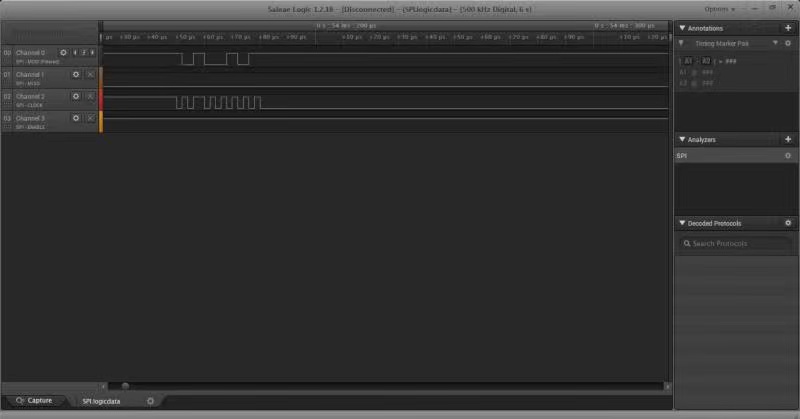 Saleae Logic 1.2.18 - [Disconnected] - [SPI.logicdata] - [500 kHz Digital, 6 s]
Options
0 s : 54 ms : 200 µs
0 s : 54 ms : 300 µs
µs +30 µs +40 µs +50 µs +60 µs +70 µs +80 µs +90 µs +10 µs +20 µs +30 µs +40 µs +50 µs +60 µs +70 µs +80 µs +90 µs +10 µs +20 µs
00 Channel 0
SPI - MOSI
01 Channel 1
SPI - MISO
02 Channel 2
SPI - CLOCK
03 Channel 3
SPI - ENABLE
Annotations
Timing Marker Pair
| A1 - A2 | = ###
A1 @ ###
A2 @ ###
Analyzers
SPI
Decoded Protocols
Search Protocols
Capture
SPI.logicdata